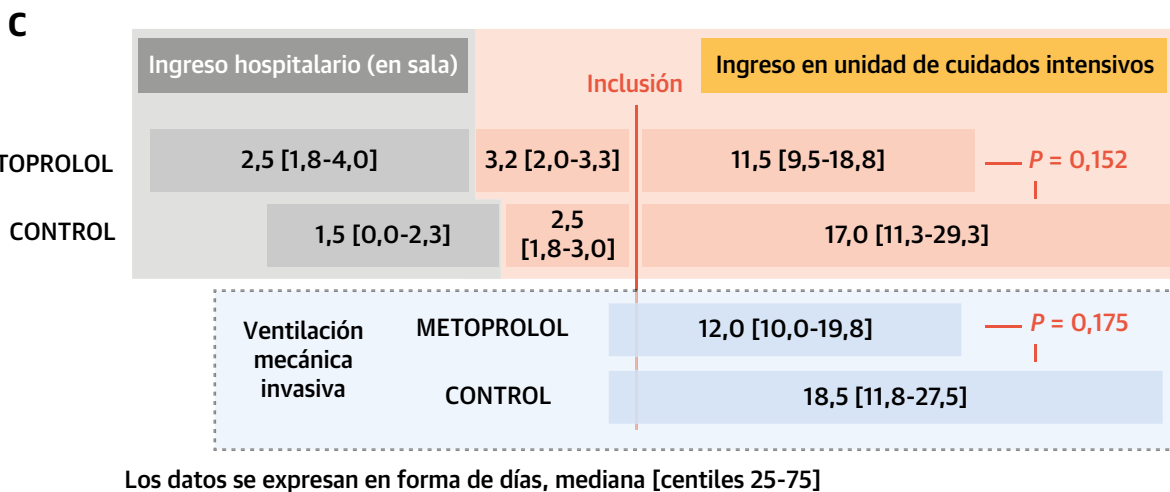 C
Ingreso hospitalario (en sala)
Ingreso en unidad de cuidados intensivos
Inclusión
TOPROLOL
2,5 [1,8-4,0]
3,2 [2,0-3,3]
11,5 [9,5-18,8]
P = 0,152
CONTROL
1,5 [0,0-2,3]
2,5
[1,8-3,0]
17,0 [11,3-29,3]
Ventilación
mecánica
invasiva
METOPROLOL
12,0 [10,0-19,8]
P = 0,175
CONTROL
18,5 [11,8-27,5]
Los datos se expresan en forma de días, mediana [centiles 25-75]